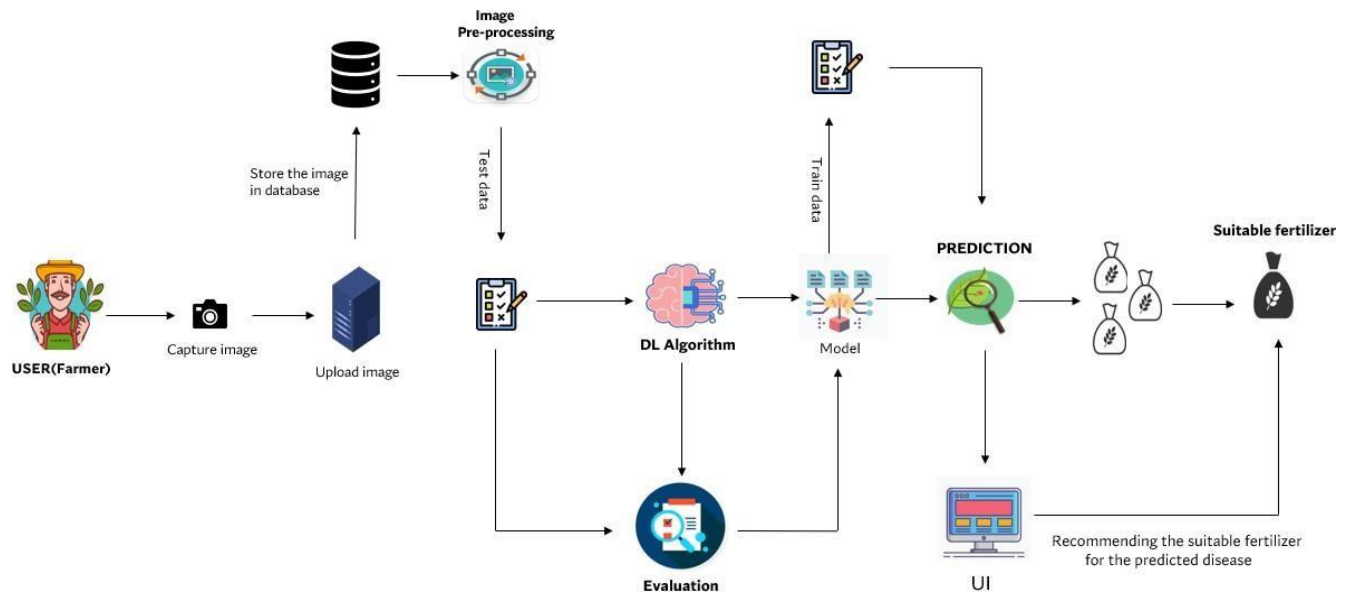 Image
Pre-processing
Store the image
in database
Test data
Train data
PREDICTION
Suitable fertilizer
USER(Farmer)
Capture image
Upload image
DL Algorithm
Model
Evaluation
UI
Recommending the suitable fertilizer
for the predicted disease